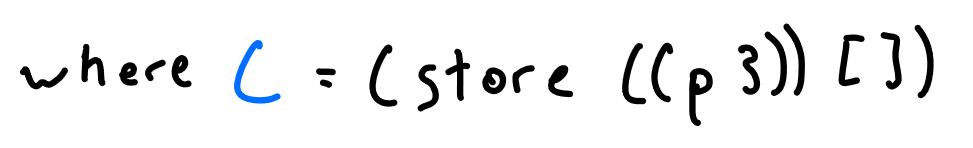 where C = (store ((p 3)) [])